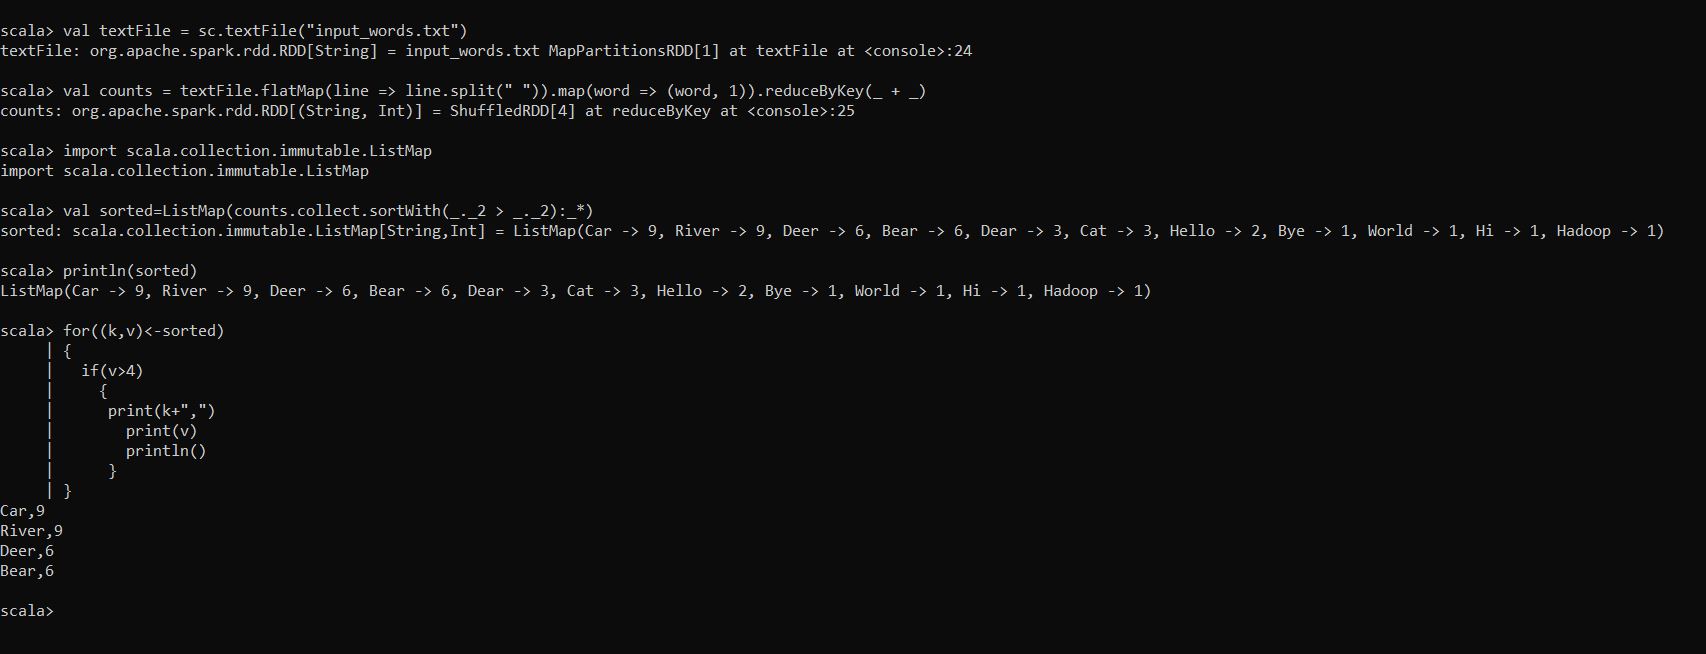 scala> val textFile = sc.textFile("input_words.txt")
textFile: org.apache.spark.rdd.RDD[String] = input_words.txt MapPartitionsRDD[1] at textFile at <console>:24
scala> val counts = textFile.flatMap(line => line.split(" ")).map(word => (word, 1)).reduceByKey(_ + _)
counts: org.apache.spark.rdd.RDD[(String, Int)] = ShuffledRDD[4] at reduceByKey at <console>:25
scala> import scala.collection.immutable.ListMap
import scala.collection.immutable.ListMap
scala> val sorted=ListMap(counts.collect.sortWith(_._2 > _._2):_*)
sorted: scala.collection.immutable.ListMap[String,Int] = ListMap(Car -> 9, River -> 9, Deer -> 6, Bear -> 6, Dear -> 3, Cat -> 3, Hello -> 2, Bye -> 1, World -> 1, Hi -> 1, Hadoop -> 1)
scala> println(sorted)
ListMap(Car -> 9, River -> 9, Deer -> 6, Bear -> 6, Dear -> 3, Cat -> 3, Hello -> 2, Bye -> 1, World -> 1, Hi -> 1, Hadoop -> 1)
scala> for((k,v)<-sorted)
     | {
     |   if(v>4)
     |     {
     |      print(k+",")
     |        print(v)
     |        println()
     |      }
     | }
Car,9
River,9
Deer,6
Bear,6
scala>